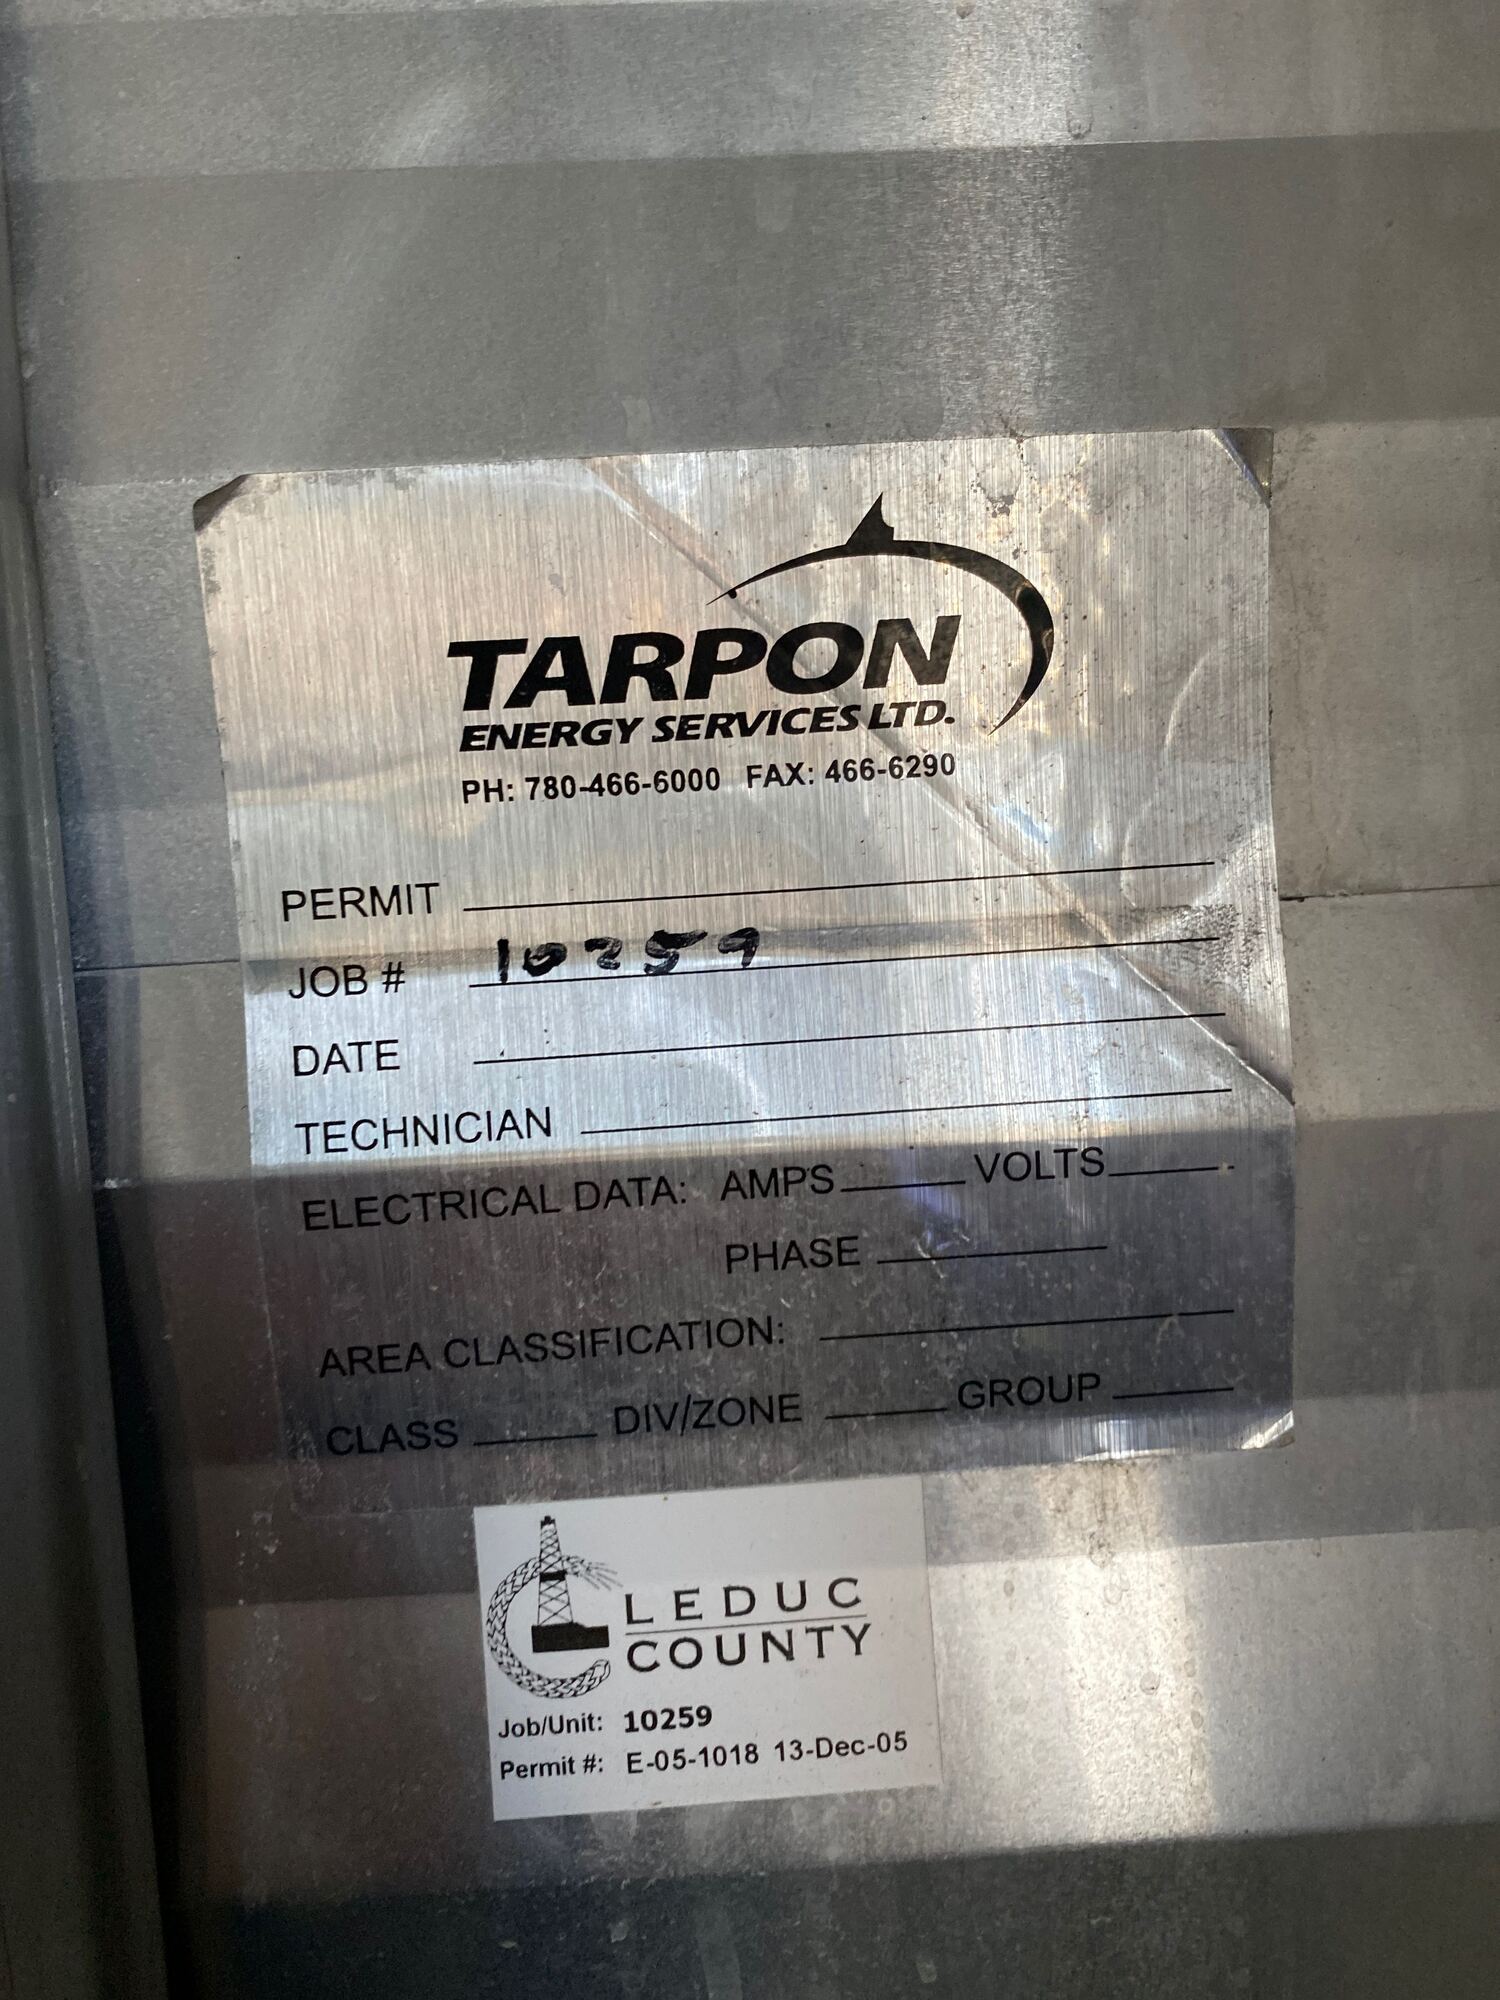 TARPON
ENERGY SERVICES LTD.
PH: 780-466-6000 FAX: 466-6290
PERMIT
JOB # 10259
DATE
TECHNICIAN
ELECTRICAL DATA: AMPS VOLTS
PHASE
AREA CLASSIFICATION:
CLASS DIV/ZONE GROUP
LEDUC
COUNTY
Job/Unit: 10259
Permit #: E-05-1018 13-Dec-05